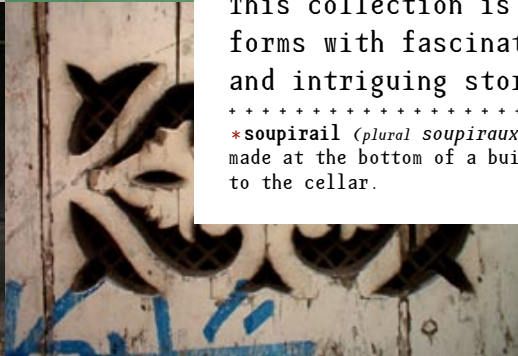 This collection is
forms with fascinat
and intriguing stor
*soupirail (plural soupiraux
made at the bottom of a bui
to the cellar.